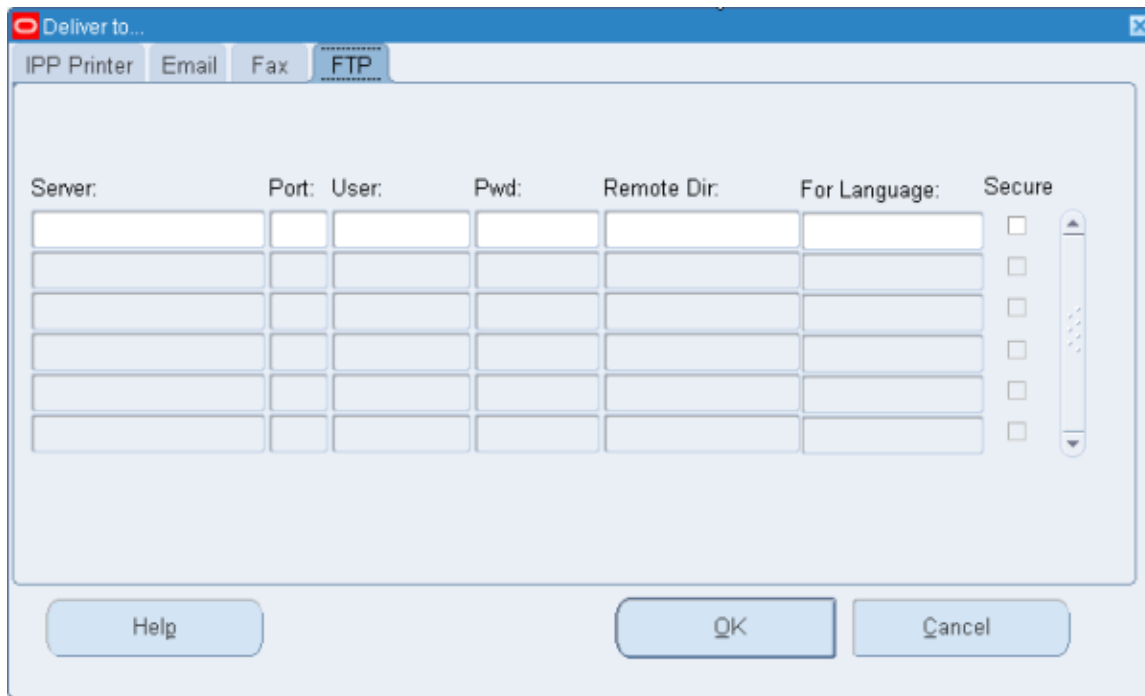 Deliver to...
IPP Printer Email Fax FTP
Server: Port: User: Pwd: Remote Dir: For Language: Secure
Help OK Cancel